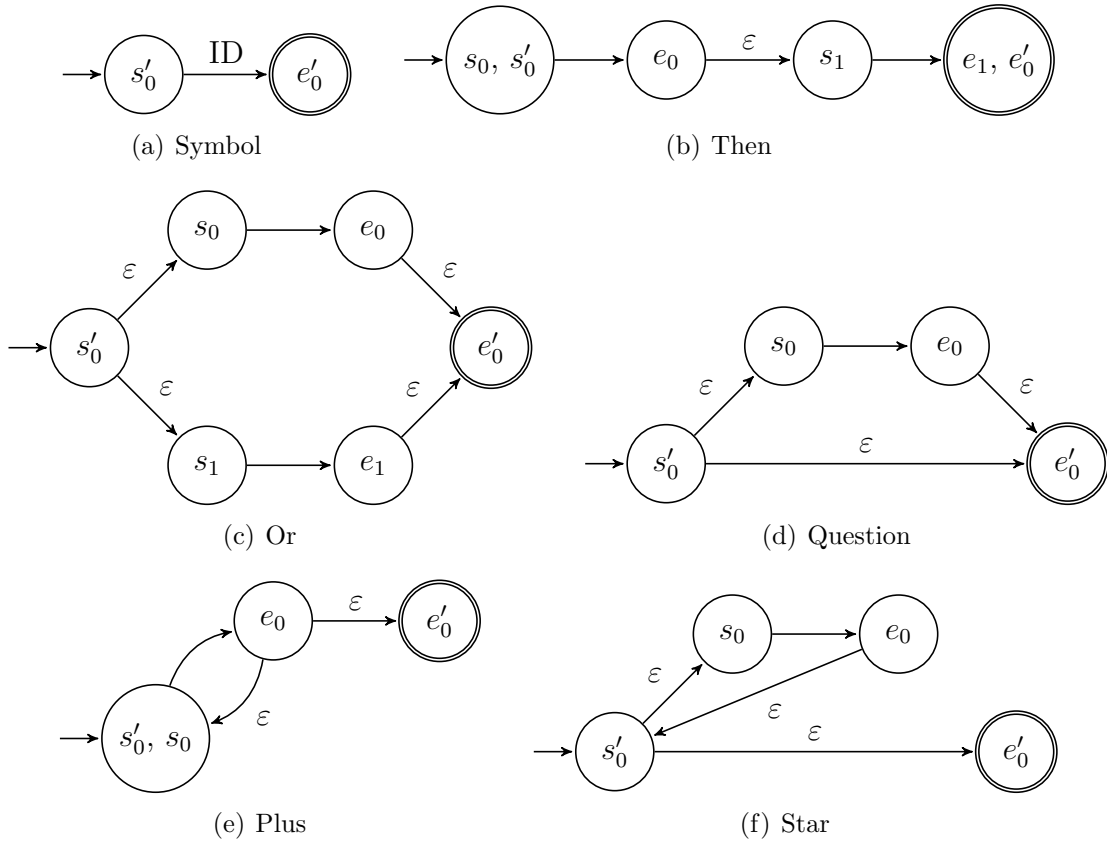 ID
s′₀ e′₀ s₀, s′₀ e₀ ε s₁ e₁, e′₀
(a) Symbol (b) Then
s₀ e₀
ε ε
s′₀ e′₀
ε ε
s₁ e₁
(c) Or
s₀ e₀
ε ε
s′₀ ε e′₀
(d) Question
e₀ ε e′₀
s′₀, s₀ ε
(e) Plus
s₀ e₀
ε ε
s′₀ ε e′₀
(f) Star